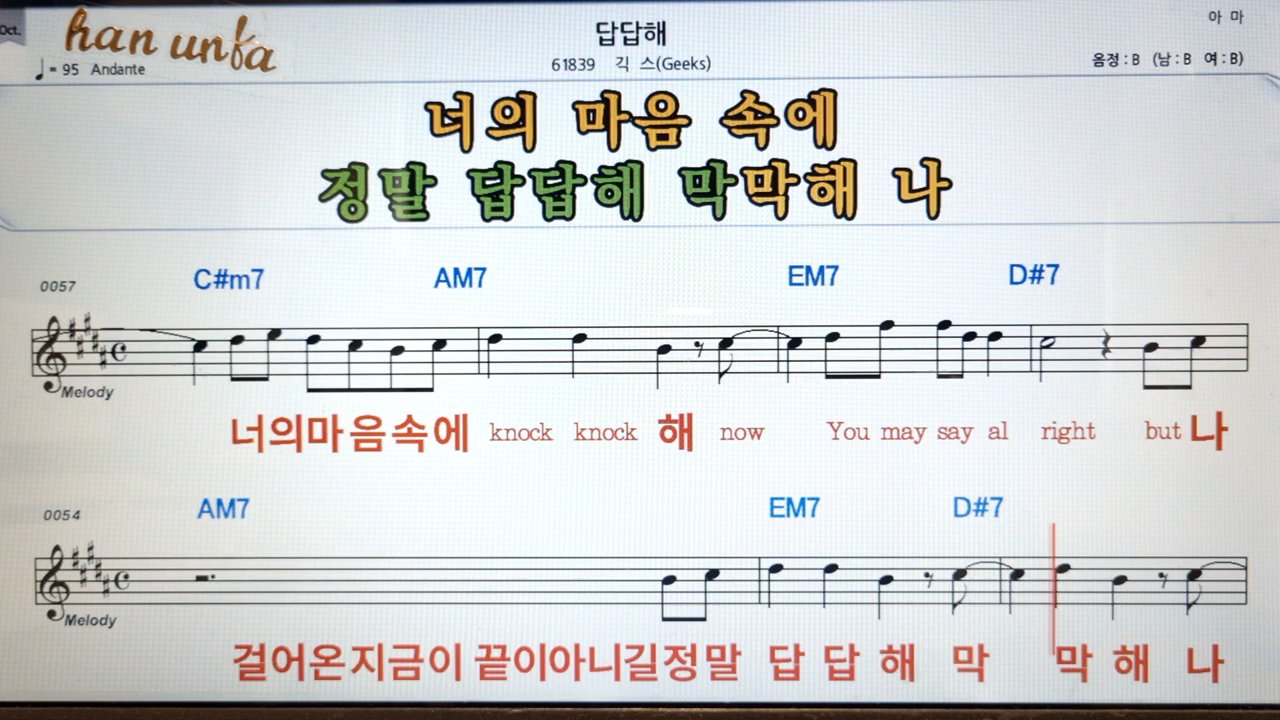 Oct.
han unfa
답답해
아 마
♩= 95 Andante
61839 긱 스(Geeks)
음정 : B (남 : B 여 : B)
너의 마음 속에
정말 답답해 막막해 나
0057
C#m7 AM7 EM7 D#7
Melody
너의마음속에 knock knock 해 now You may say al right but 나
0054
AM7 EM7 D#7
Melody
걸어온지금이 끝이아니길정말 답 답 해 막 막 해 나